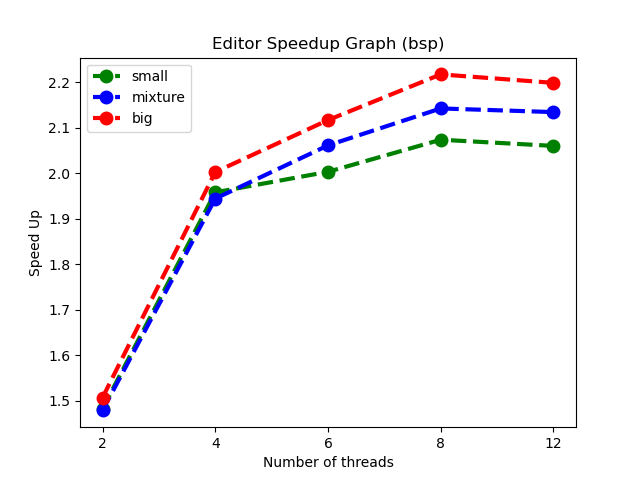 Editor Speedup Graph (bsp)
small
mixture
big
2.2
2.1
2.0
1.9
1.8
1.7
1.6
1.5
Speed Up
2 4 6 8 12
Number of threads